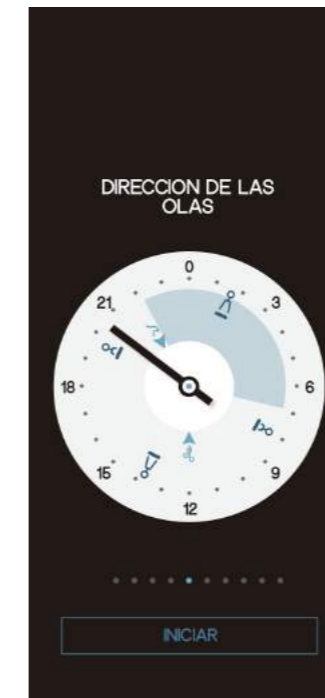 DIRECCION DE LAS
OLAS
0
21
3
18
6
15
9
12
INICIAR